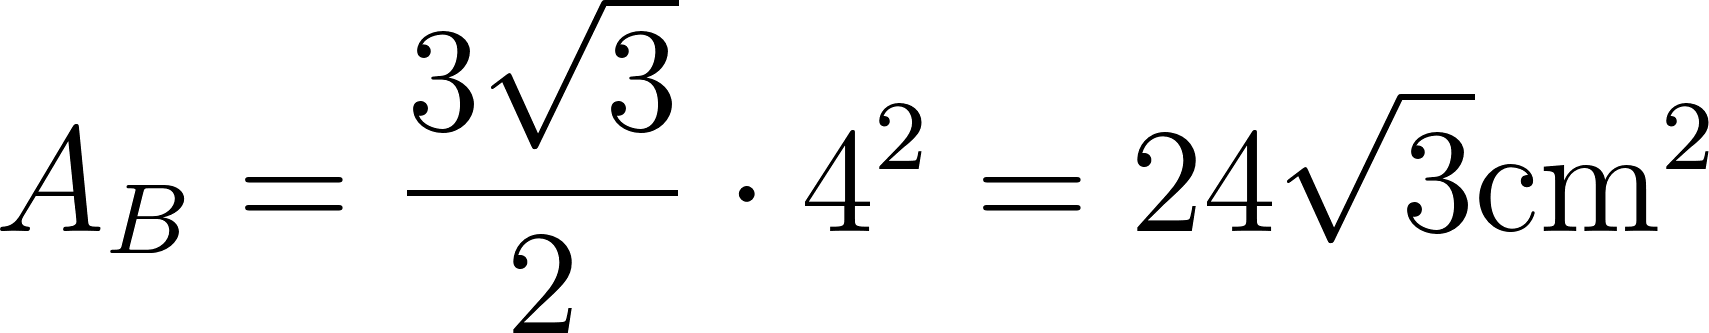 $A_B = \frac{3\sqrt{3}}{2} \cdot 4^2 = 24\sqrt{3}\text{cm}^2$